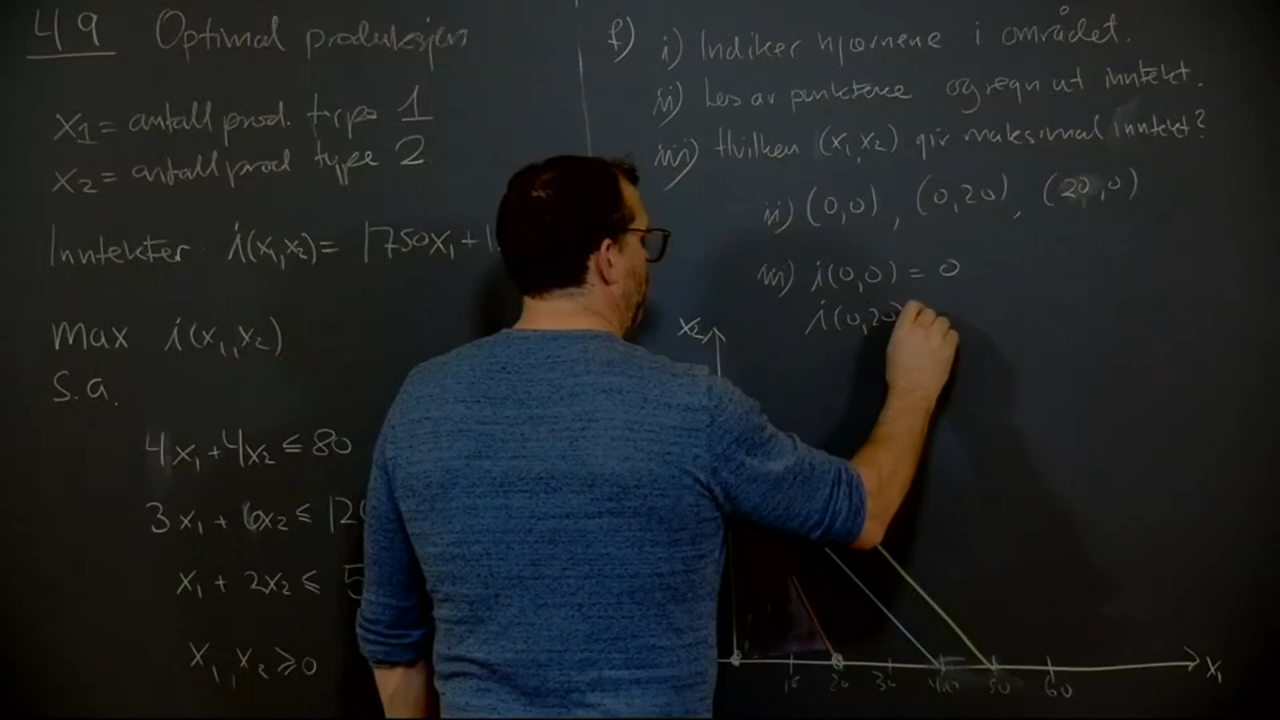 49 Optimal produksjon
x₁ = antall prod. type 1
x₂ = antall prod type 2
Inntekter i(x₁,x₂) = 1750x₁ + 1
max i(x₁,x₂)
s.a.
4x₁ + 4x₂ ≤ 80
3x₁ + 6x₂ ≤ 120
x₁ + 2x₂ ≤ 5
x₁, x₂ ≥ 0
f) i) Indiker hjørnene i området.
ii) Les av punktene og regn ut inntekt.
iii) Hvilken (x₁,x₂) gir maksimal inntekt?
ii) (0,0), (0,20), (20,0)
iii) i(0,0) = 0
i(0,20)
x₂
10 20 30 40 50 60 x₁